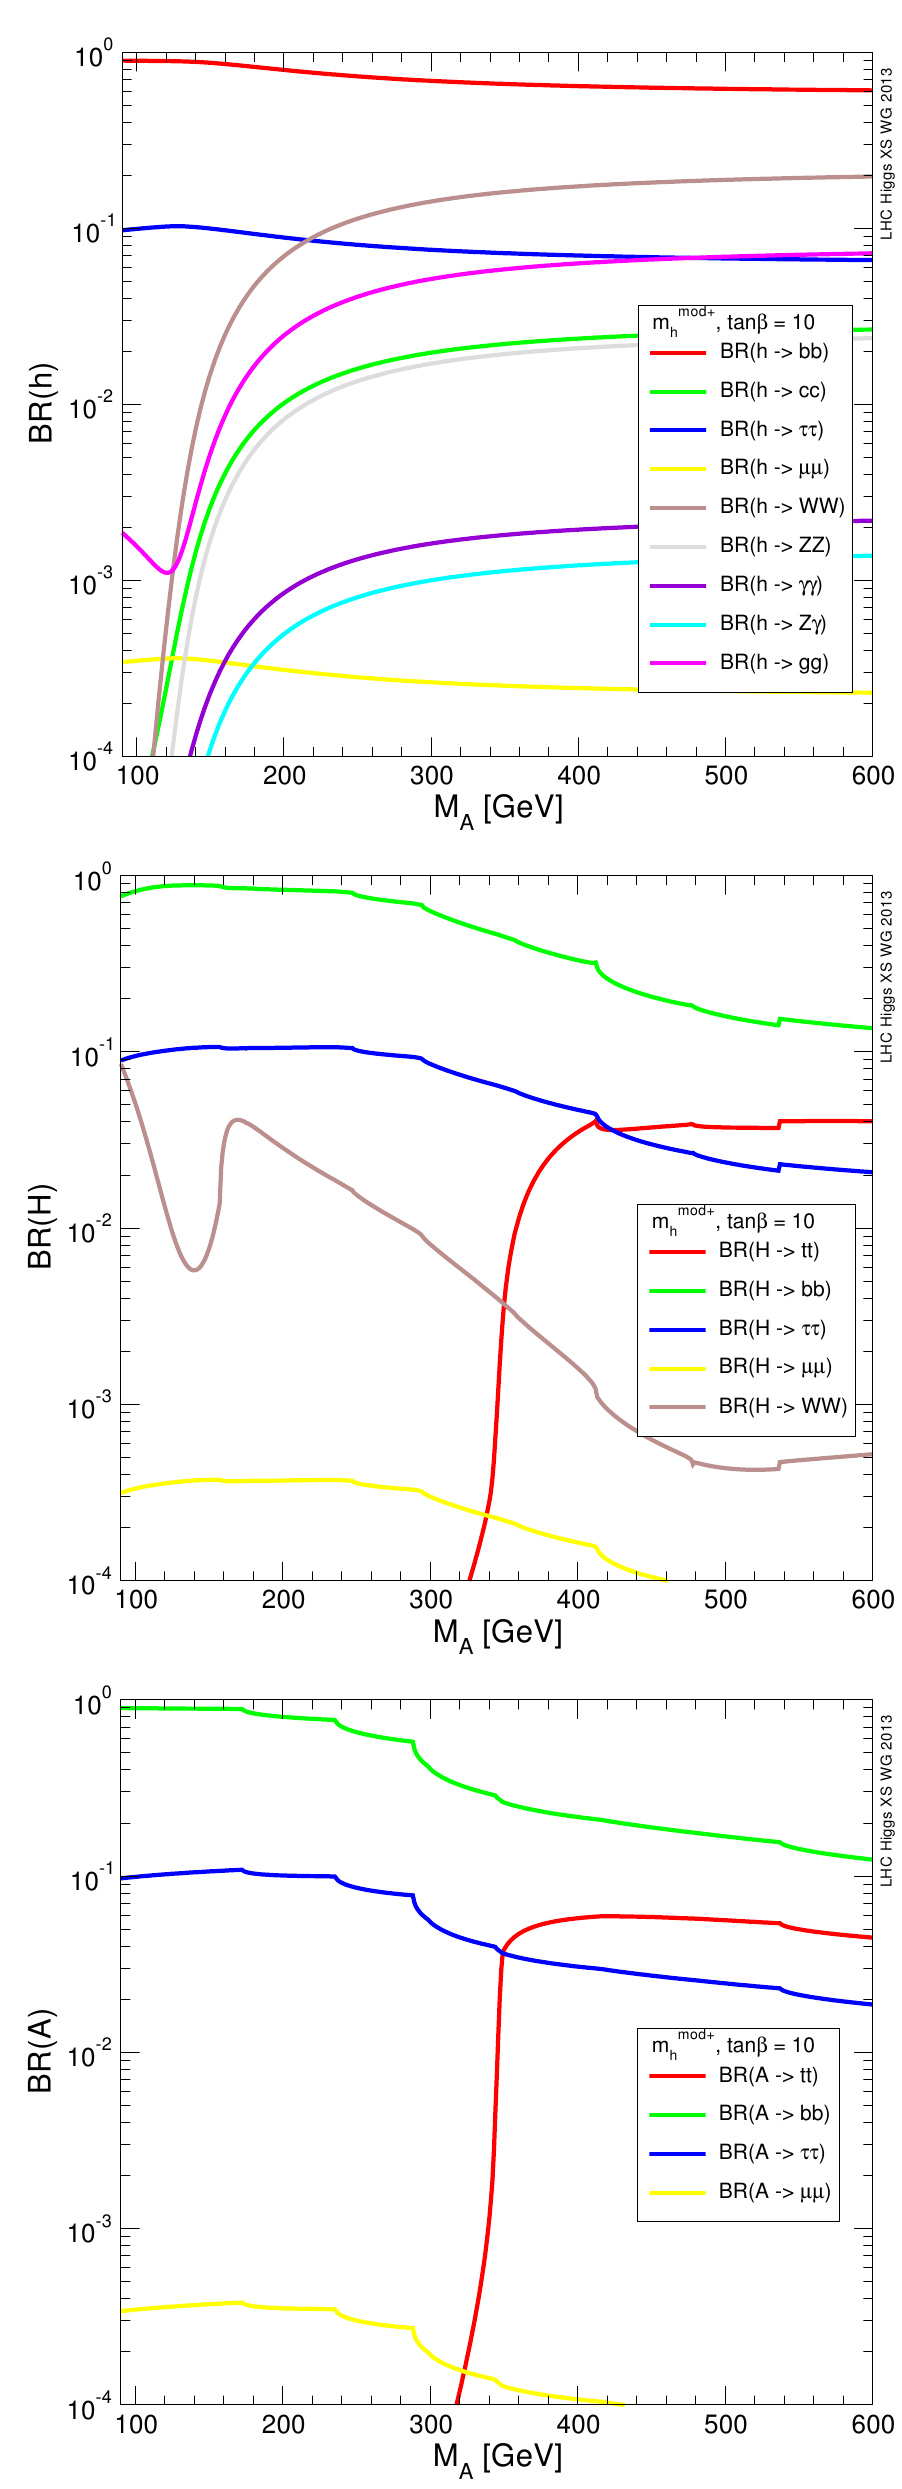 LHC Higgs XS WG 2013
BR(h)
10^0
10^-1
10^-2
10^-3
10^-4
m_h^mod+, tanβ = 10
BR(h -> bb)
BR(h -> cc)
BR(h -> ττ)
BR(h -> μμ)
BR(h -> WW)
BR(h -> ZZ)
BR(h -> γγ)
BR(h -> Zγ)
BR(h -> gg)
100 200 300 400 500 600
M_A [GeV]
LHC Higgs XS WG 2013
BR(H)
10^0
10^-1
10^-2
10^-3
10^-4
m_h^mod+, tanβ = 10
BR(H -> tt)
BR(H -> bb)
BR(H -> ττ)
BR(H -> μμ)
BR(H -> WW)
100 200 300 400 500 600
M_A [GeV]
LHC Higgs XS WG 2013
BR(A)
10^0
10^-1
10^-2
10^-3
10^-4
m_h^mod+, tanβ = 10
BR(A -> tt)
BR(A -> bb)
BR(A -> ττ)
BR(A -> μμ)
100 200 300 400 500 600
M_A [GeV]